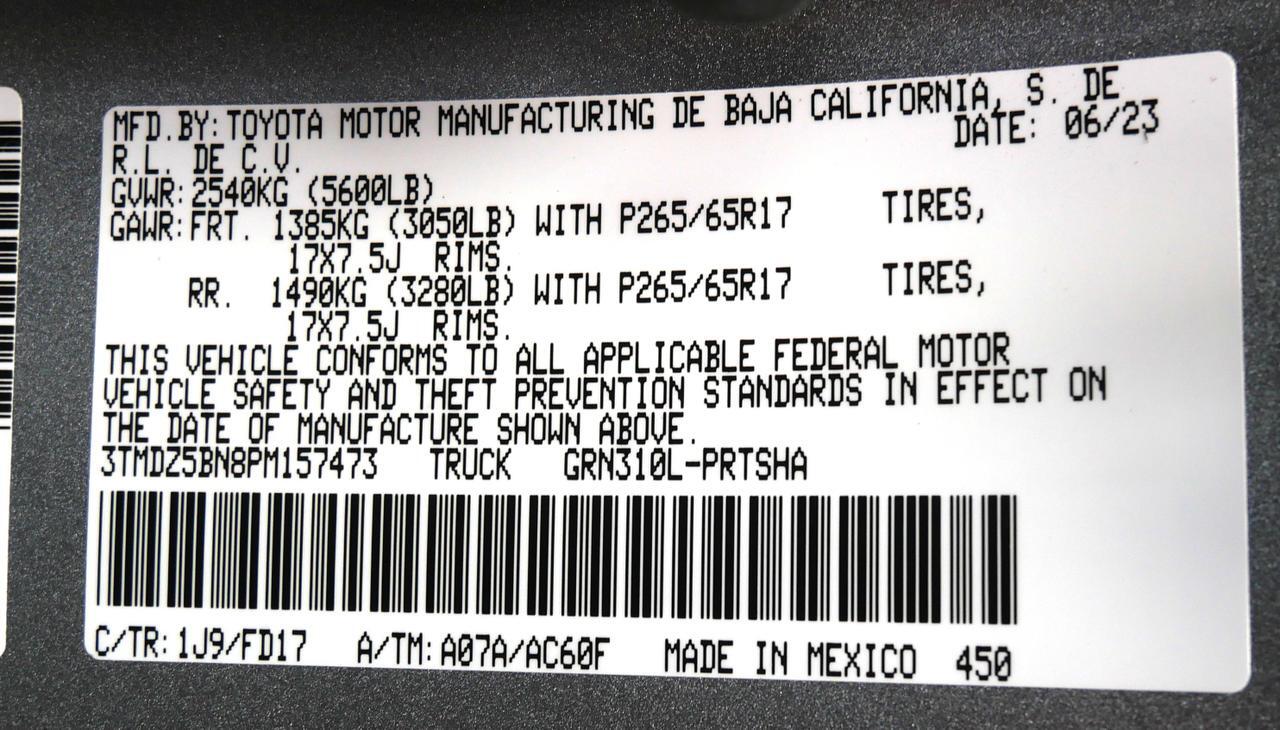 MFD.BY:TOYOTA MOTOR MANUFACTURING DE BAJA CALIFORNIA, S. DE
R.L. DE C.V. DATE: 06/23
GVWR:2540KG (5600LB)
GAWR:FRT. 1385KG (3050LB) WITH P265/65R17 TIRES,
17X7.5J RIMS.
RR. 1490KG (3280LB) WITH P265/65R17 TIRES,
17X7.5J RIMS.
THIS VEHICLE CONFORMS TO ALL APPLICABLE FEDERAL MOTOR
VEHICLE SAFETY AND THEFT PREVENTION STANDARDS IN EFFECT ON
THE DATE OF MANUFACTURE SHOWN ABOVE.
3TMDZ5BN8PM157473 TRUCK GRN310L-PRTSHA
C/TR:1J9/FD17 A/TM:A07A/AC60F MADE IN MEXICO 450